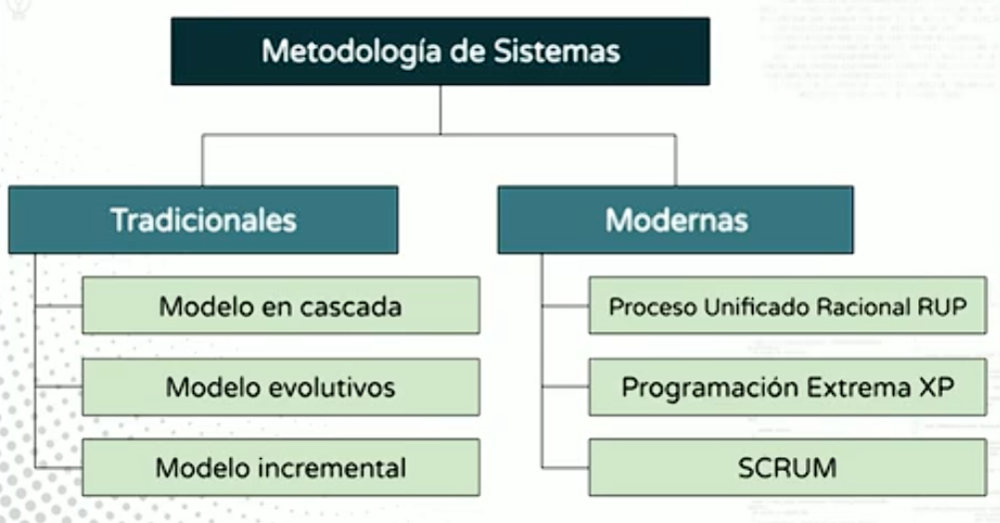 Metodología de Sistemas
Tradicionales
Modelo en cascada
Modelo evolutivos
Modelo incremental
Modernas
Proceso Unificado Racional RUP
Programación Extrema XP
SCRUM